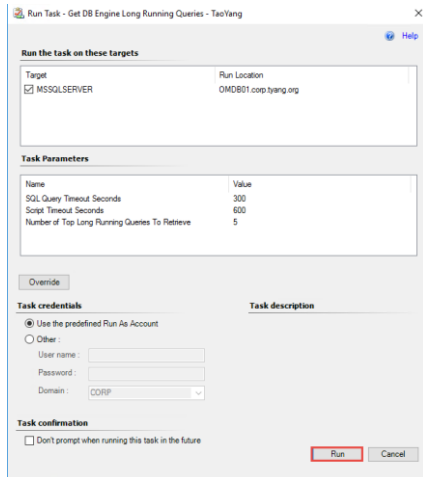 Run Task - Get DB Engine Long Running Queries - TaoYang
Help
Run the task on these targets
Target Run Location
MSSQLSERVER OMDB01.corp.tyang.org
Task Parameters
Name Value
SQL Query Timeout Seconds 300
Script Timeout Seconds 600
Number of Top Long Running Queries To Retrieve 5
Override
Task credentials Task description
Use the predefined Run As Account
Other :
User name :
Password :
Domain : CORP
Task confirmation
Don't prompt when running this task in the future
Run Cancel